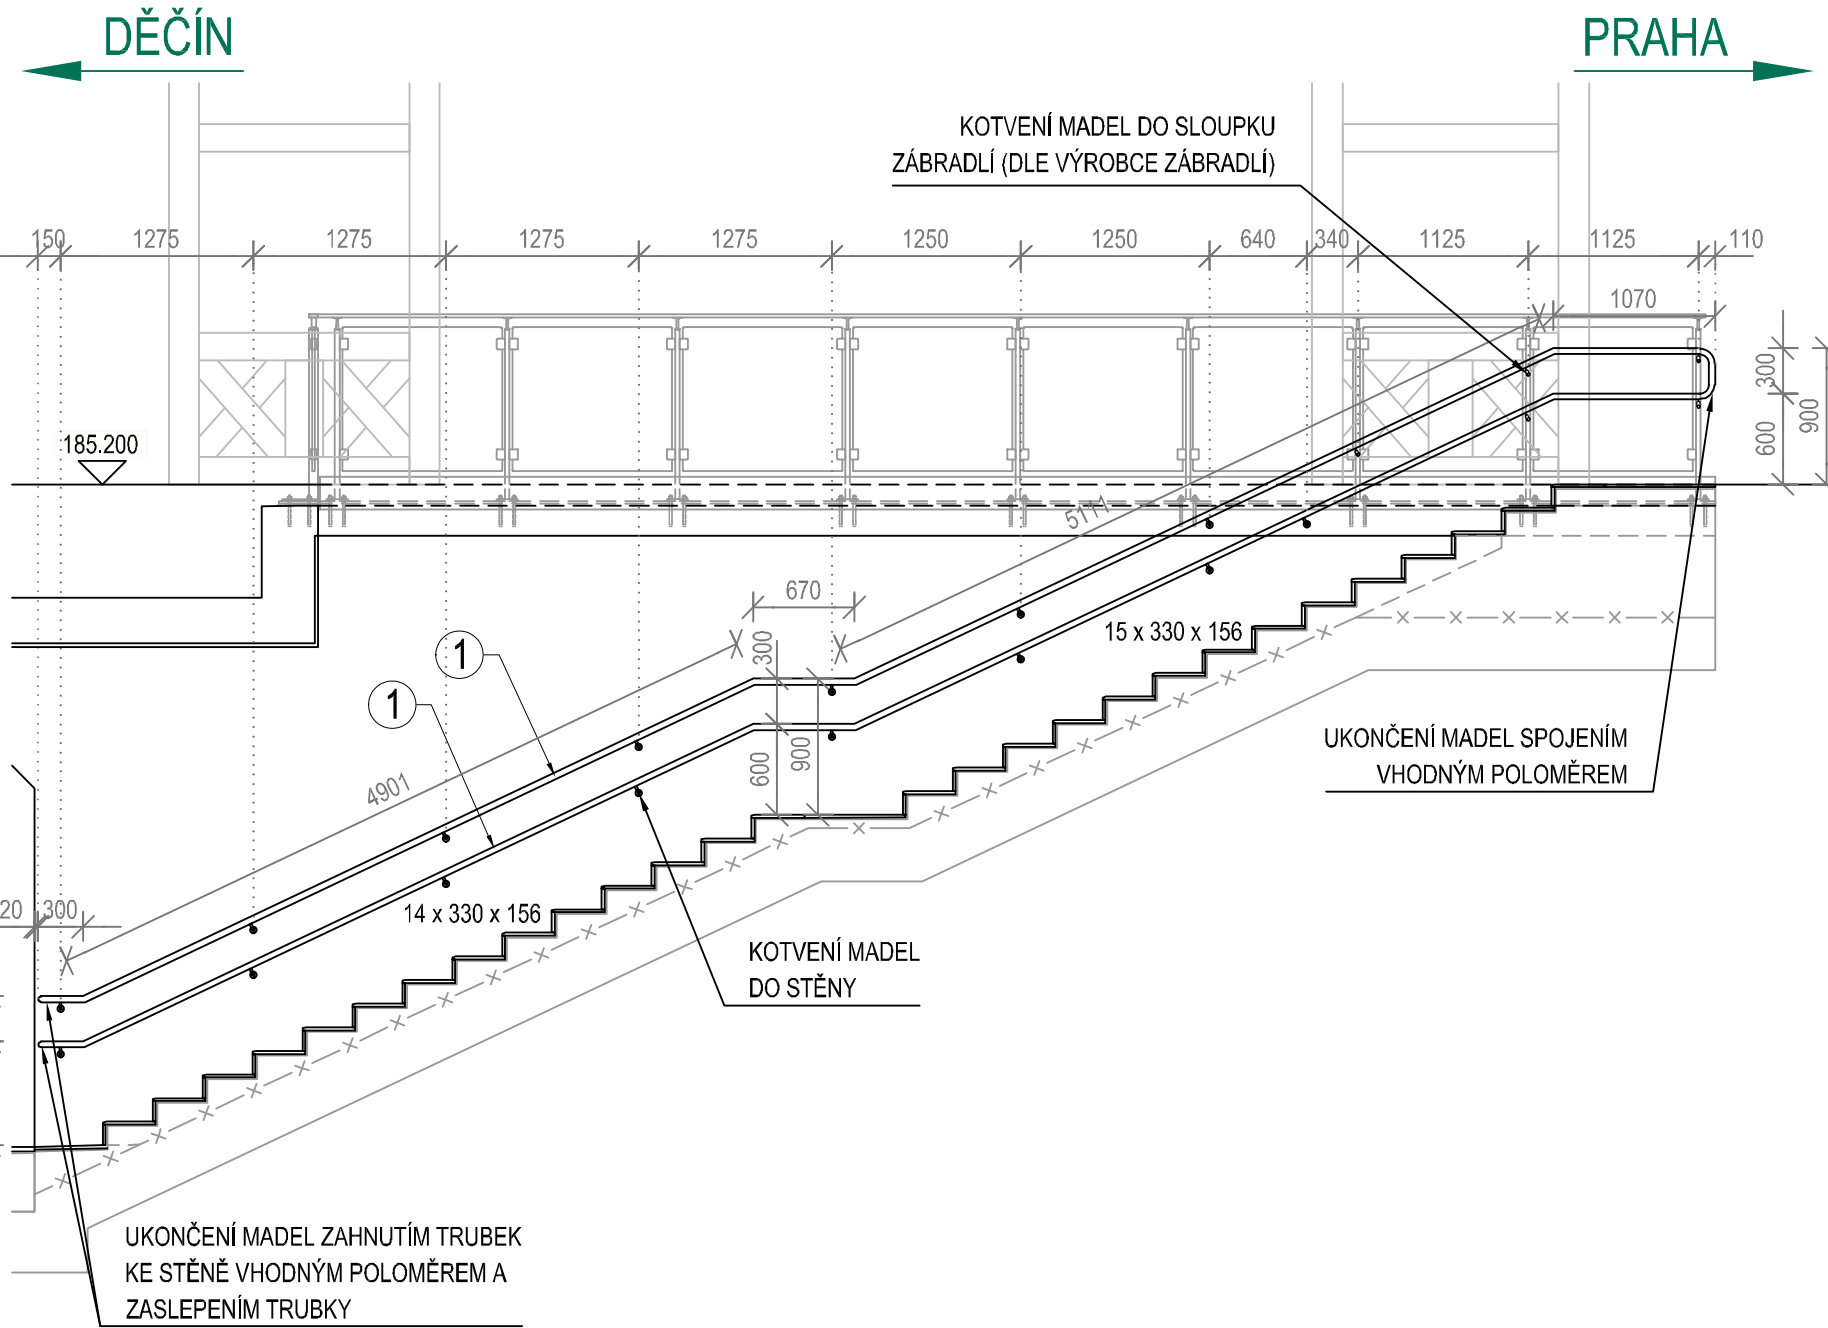 DĚČÍN
PRAHA
KOTVENÍ MADEL DO SLOUPKU
ZÁBRADLÍ (DLE VÝROBCE ZÁBRADLÍ)
150 1275 1275 1275 1275 1250 1250 640 340 1125 1125 110
1070
300
900
600
185.200
5111
670
15 x 330 x 156
1
300
1
UKONČENÍ MADEL SPOJENÍM
VHODNÝM POLOMĚREM
600
900
4901
20 300
14 x 330 x 156
KOTVENÍ MADEL
DO STĚNY
UKONČENÍ MADEL ZAHNUTÍM TRUBEK
KE STĚNĚ VHODNÝM POLOMĚREM A
ZASLEPENÍM TRUBKY